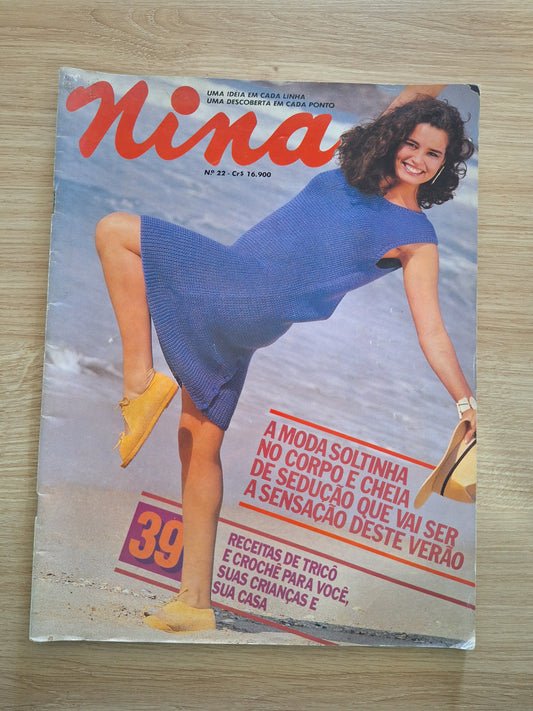 UMA IDEIA EM CADA LINHA
UMA DESCOBERTA EM CADA PONTO
nina
Nº 22 - Cr$ 16.900
A MODA SOLTINHA
NO CORPO E CHEIA
DE SEDUÇÃO QUE VAI SER
A SENSAÇÃO DESTE VERÃO
39
RECEITAS DE TRICÔ
E CROCHÊ PARA VOCÊ,
SUAS CRIANÇAS E
SUA CASA